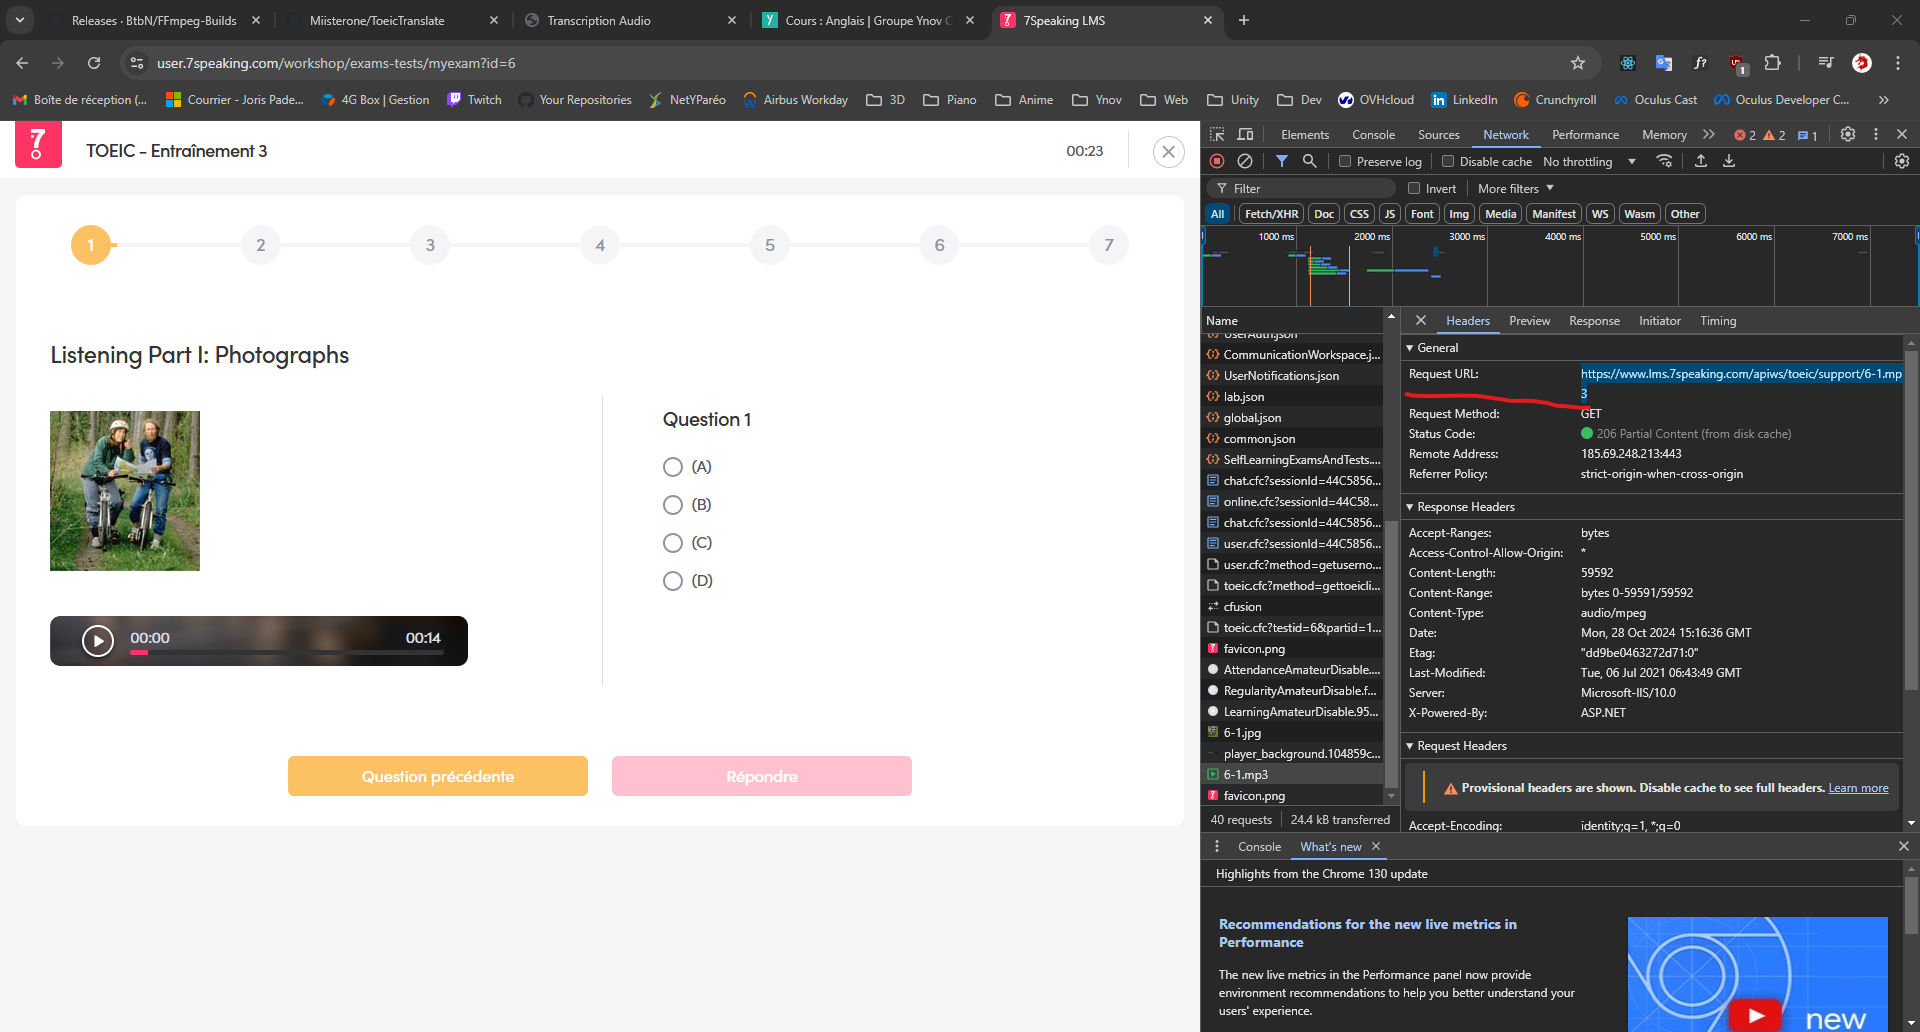 Releases · BtbN/FFmpeg-Builds
Miisterone/ToeicTranslate
Transcription Audio
Cours : Anglais | Groupe Ynov C
7Speaking LMS
user.7speaking.com/workshop/exams-tests/myexam?id=6
Boîte de réception (...
Courrier - Joris Pade...
4G Box | Gestion
Twitch
Your Repositories
NetYParéo
Airbus Workday
3D
Piano
Anime
Ynov
Web
Unity
Dev
OVHcloud
LinkedIn
Crunchyroll
Oculus Cast
Oculus Developer C...
TOEIC - Entraînement 3
00:23
1
2
3
4
5
6
7
Listening Part I: Photographs
Question 1
(A)
(B)
(C)
(D)
00:00
00:14
Question précédente
Répondre
Elements
Console
Sources
Network
Performance
Memory
2
2
1
Preserve log
Disable cache
No throttling
Filter
Invert
More filters
All
Fetch/XHR
Doc
CSS
JS
Font
Img
Media
Manifest
WS
Wasm
Other
1000 ms
2000 ms
3000 ms
4000 ms
5000 ms
6000 ms
7000 ms
Name
UserAuth.json
CommunicationWorkspace.j...
UserNotifications.json
lab.json
global.json
common.json
SelfLearningExamsAndTests....
chat.cfc?sessionId=44C5856...
online.cfc?sessionId=44C58...
chat.cfc?sessionId=44C5856...
user.cfc?sessionId=44C5856...
user.cfc?method=getuserno...
toeic.cfc?method=gettoeicli...
cfusion
toeic.cfc?testid=6&partid=1...
favicon.png
AttendanceAmateurDisable....
RegularityAmateurDisable.f...
LearningAmateurDisable.95...
6-1.jpg
player_background.104859c...
6-1.mp3
favicon.png
40 requests
24.4 kB transferred
Headers
Preview
Response
Initiator
Timing
General
Request URL:
https://www.lms.7speaking.com/apiws/toeic/support/6-1.mp
3
Request Method:
GET
Status Code:
206 Partial Content (from disk cache)
Remote Address:
185.69.248.213:443
Referrer Policy:
strict-origin-when-cross-origin
Response Headers
Accept-Ranges:
bytes
Access-Control-Allow-Origin:
*
Content-Length:
59592
Content-Range:
bytes 0-59591/59592
Content-Type:
audio/mpeg
Date:
Mon, 28 Oct 2024 15:16:36 GMT
Etag:
"dd9be0463272d71:0"
Last-Modified:
Tue, 06 Jul 2021 06:43:49 GMT
Server:
Microsoft-IIS/10.0
X-Powered-By:
ASP.NET
Request Headers
Provisional headers are shown. Disable cache to see full headers. Learn more
Accept-Encoding:
identity;q=1, *;q=0
Console
What's new
Highlights from the Chrome 130 update
Recommendations for the new live metrics in
Performance
The new live metrics in the Performance panel now provide
environment recommendations to help you better understand your
users' experience.
new